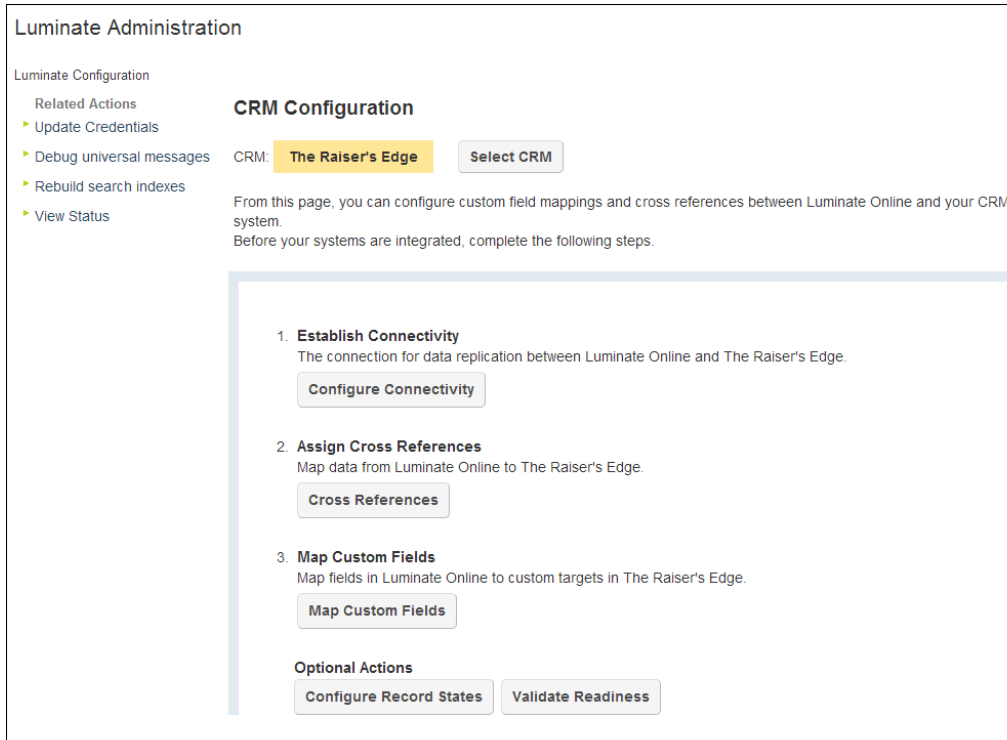 Luminate Administration
Luminate Configuration
Related Actions
Update Credentials
Debug universal messages
Rebuild search indexes
View Status
CRM Configuration
CRM: The Raiser's Edge Select CRM
From this page, you can configure custom field mappings and cross references between Luminate Online and your CRM
system.
Before your systems are integrated, complete the following steps.
1. Establish Connectivity
The connection for data replication between Luminate Online and The Raiser's Edge.
Configure Connectivity
2. Assign Cross References
Map data from Luminate Online to The Raiser's Edge.
Cross References
3. Map Custom Fields
Map fields in Luminate Online to custom targets in The Raiser's Edge.
Map Custom Fields
Optional Actions
Configure Record States Validate Readiness